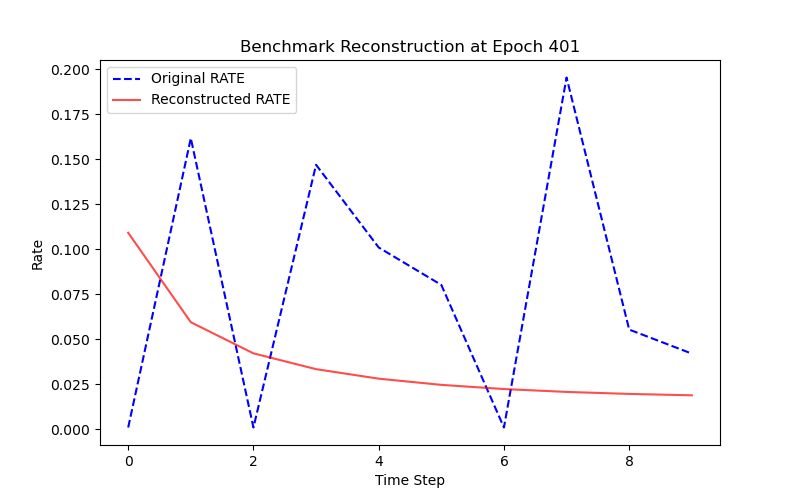 Benchmark Reconstruction at Epoch 401
Original RATE
Reconstructed RATE
0.200
0.175
0.150
0.125
0.100
0.075
0.050
0.025
0.000
Rate
0 2 4 6 8
Time Step